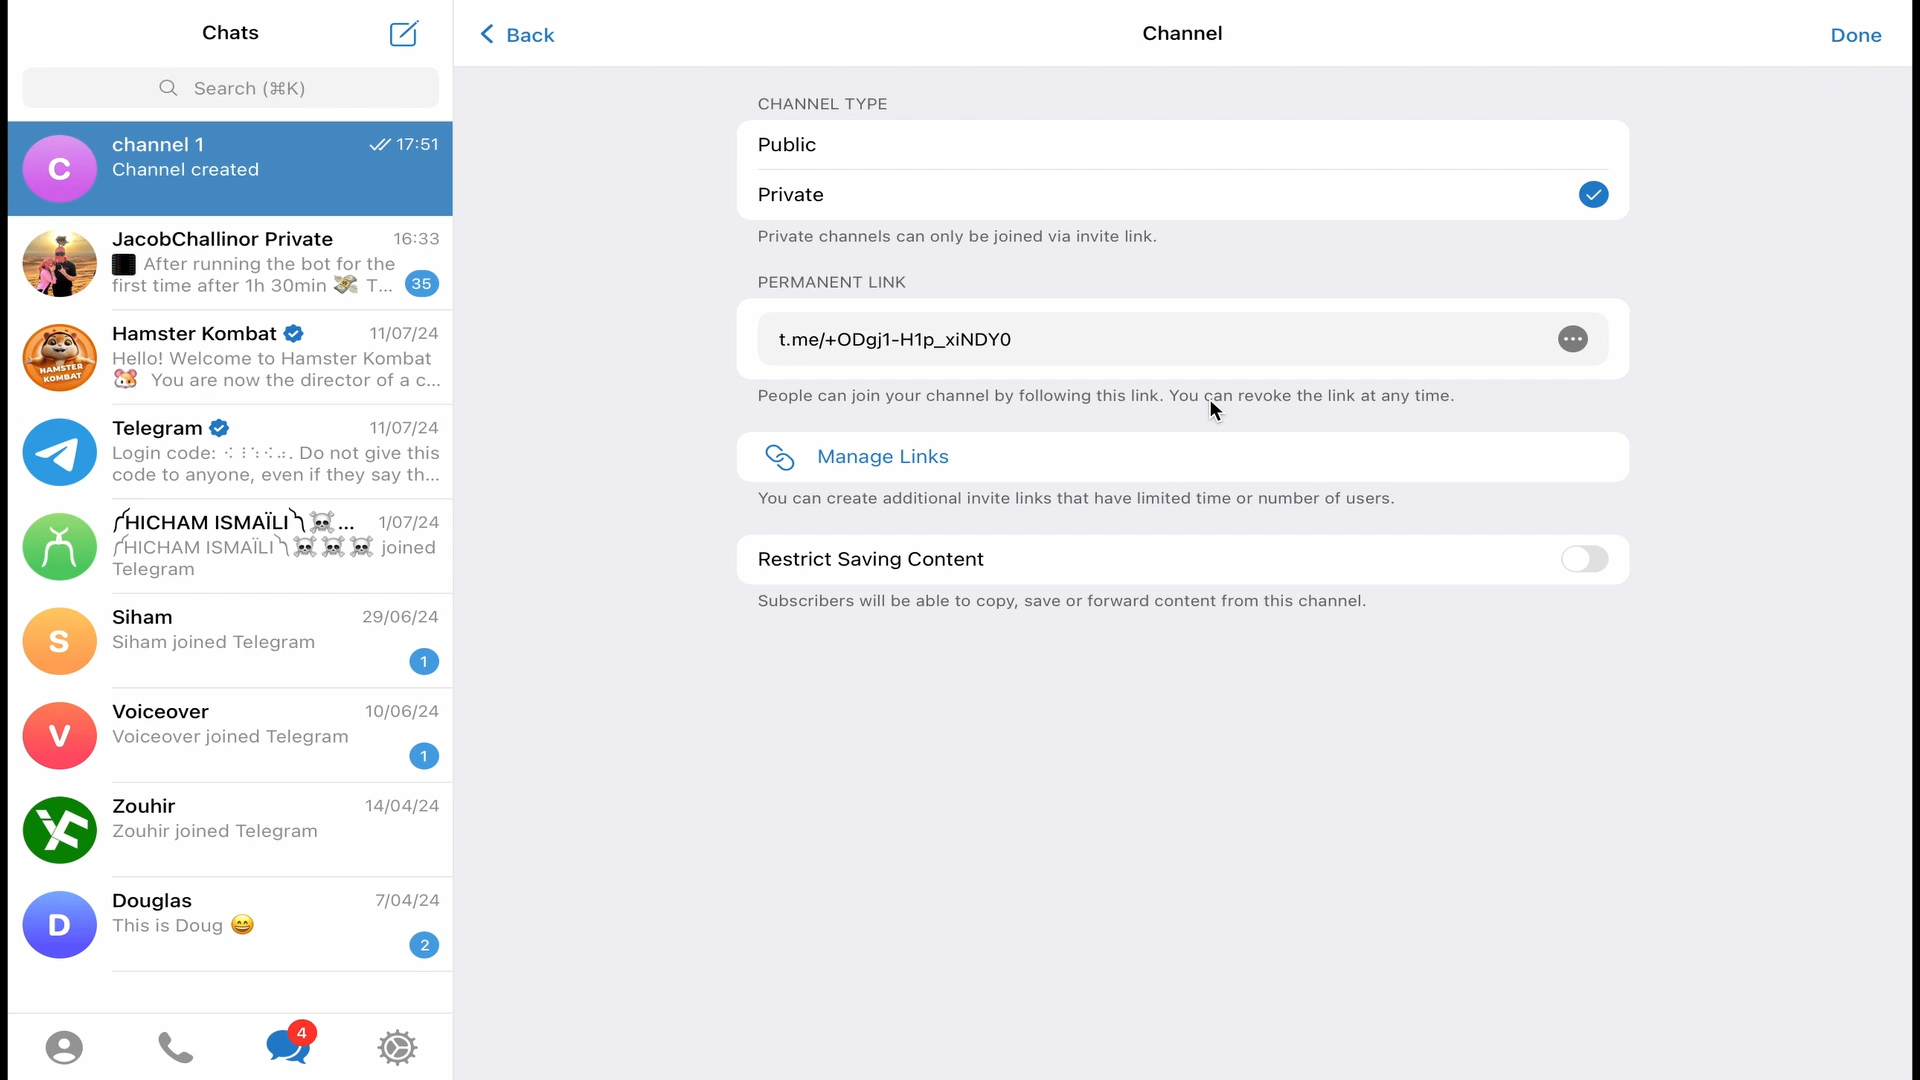 Chats
Search (⌘K)
C
channel 1
17:51
Channel created
JacobChallinor Private
16:33
After running the bot for the
first time after 1h 30min 💸 T...
35
HAMSTER
KOMBAT
Hamster Kombat
11/07/24
Hello! Welcome to Hamster Kombat
🐹 You are now the director of a c...
Telegram
11/07/24
Login code: . Do not give this
code to anyone, even if they say th...
HICHAM ISMAÏLI ☠️...
1/07/24
HICHAM ISMAÏLI ☠️☠️☠️ joined
Telegram
S
Siham
29/06/24
Siham joined Telegram
1
V
Voiceover
10/06/24
Voiceover joined Telegram
1
Zouhir
14/04/24
Zouhir joined Telegram
D
Douglas
7/04/24
This is Doug 😄
2
4
Back
Channel
Done
CHANNEL TYPE
Public
Private
Private channels can only be joined via invite link.
PERMANENT LINK
t.me/+ODgj1-H1p_xiNDY0
People can join your channel by following this link. You can revoke the link at any time.
Manage Links
You can create additional invite links that have limited time or number of users.
Restrict Saving Content
Subscribers will be able to copy, save or forward content from this channel.